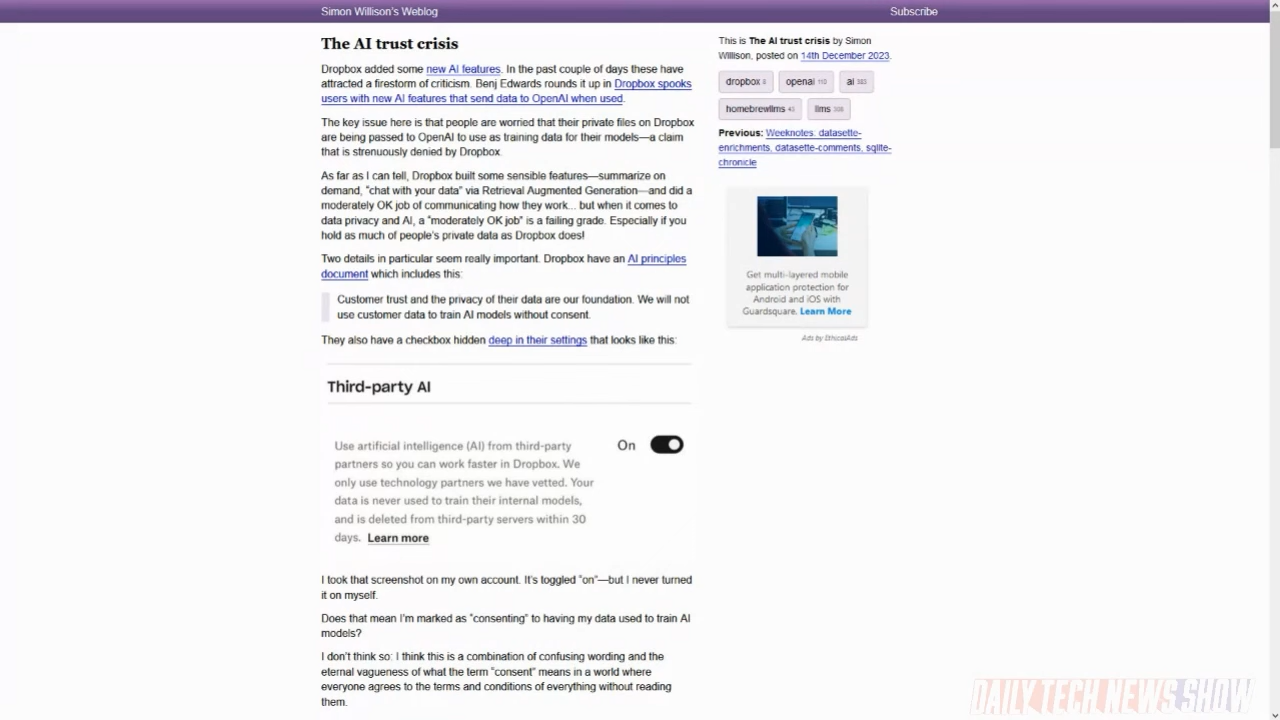 Simon Willison's Weblog
Subscribe
The AI trust crisis
Dropbox added some new AI features. In the past couple of days these have
attracted a firestorm of criticism. Benj Edwards rounds it up in Dropbox spooks
users with new AI features that send data to OpenAI when used.
The key issue here is that people are worried that their private files on Dropbox
are being passed to OpenAI to use as training data for their models—a claim
that is strenuously denied by Dropbox.
As far as I can tell, Dropbox built some sensible features—summarize on
demand, "chat with your data" via Retrieval Augmented Generation—and did a
moderately OK job of communicating how they work... but when it comes to
data privacy and AI, a "moderately OK job" is a failing grade. Especially if you
hold as much of people's private data as Dropbox does!
Two details in particular seem really important. Dropbox have an AI principles
document which includes this:
Customer trust and the privacy of their data are our foundation. We will not
use customer data to train AI models without consent.
They also have a checkbox hidden deep in their settings that looks like this:
Third-party AI
Use artificial intelligence (AI) from third-party
partners so you can work faster in Dropbox. We
only use technology partners we have vetted. Your
data is never used to train their internal models,
and is deleted from third-party servers within 30
days. Learn more
On
I took that screenshot on my own account. It's toggled "on"—but I never turned
it on myself.
Does that mean I'm marked as "consenting" to having my data used to train AI
models?
I don't think so: I think this is a combination of confusing wording and the
eternal vagueness of what the term "consent" means in a world where
everyone agrees to the terms and conditions of everything without reading
them.
This is The AI trust crisis by Simon
Willison, posted on 14th December 2023.
dropbox 8 openai 110 ai 383
homebrewllms 43 llms
Previous: Weeknotes: datasette-
enrichments, datasette-comments, sqlite-
chronicle
Get multi-layered mobile
application protection for
Android and iOS with
Guardsquare. Learn More
Ads by EthicalAds
DAILY TECH NEWS SHOW